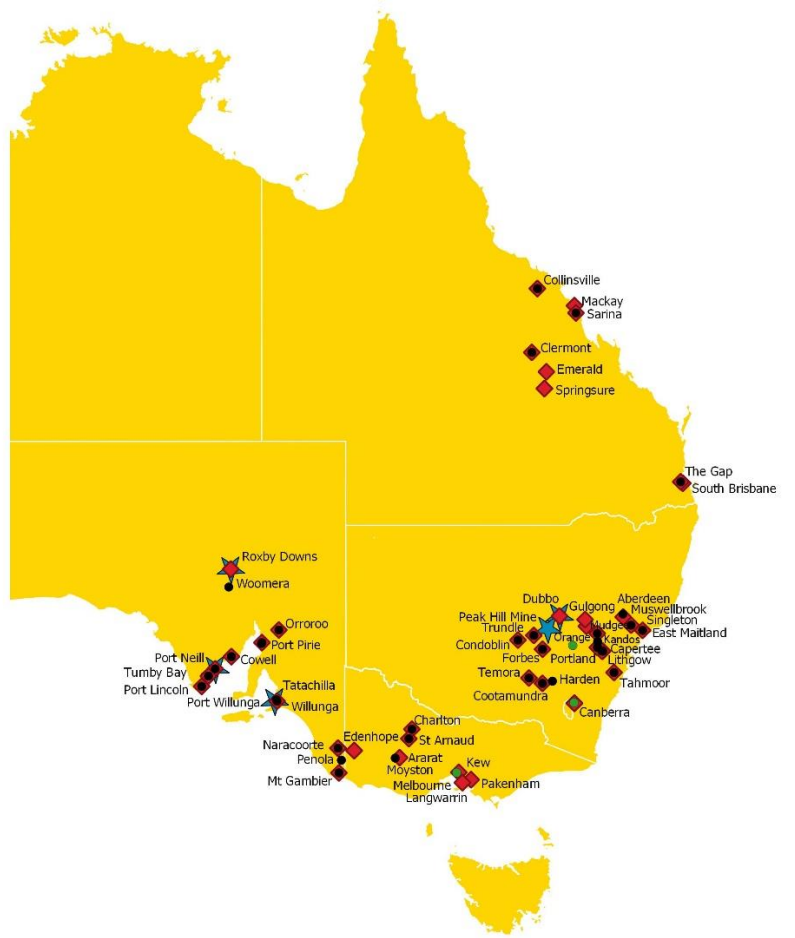 Collinsville
Mackay
Sarina
Clermont
Emerald
Springsure
The Gap
South Brisbane
Roxby Downs
Woomera
Dubbo
Gulgong
Aberdeen
Muswellbrook
Peak Hill Mine
Singleton
Trundle
Mudgee
East Maitland
Orroroo
Orange
Kandos
Condoblin
Port Pirie
Capertee
Port Neill
Cowell
Forbes
Portland
Lithgow
Tumby Bay
Temora
Harden
Tahmoor
Port Lincoln
Tatachilla
Cootamundra
Port Willunga
Willunga
Canberra
Charlton
Edenhope
St Arnaud
Naracoorte
Penola
Ararat
Kew
Moyston
Mt Gambier
Melbourne
Pakenham
Langwarrin